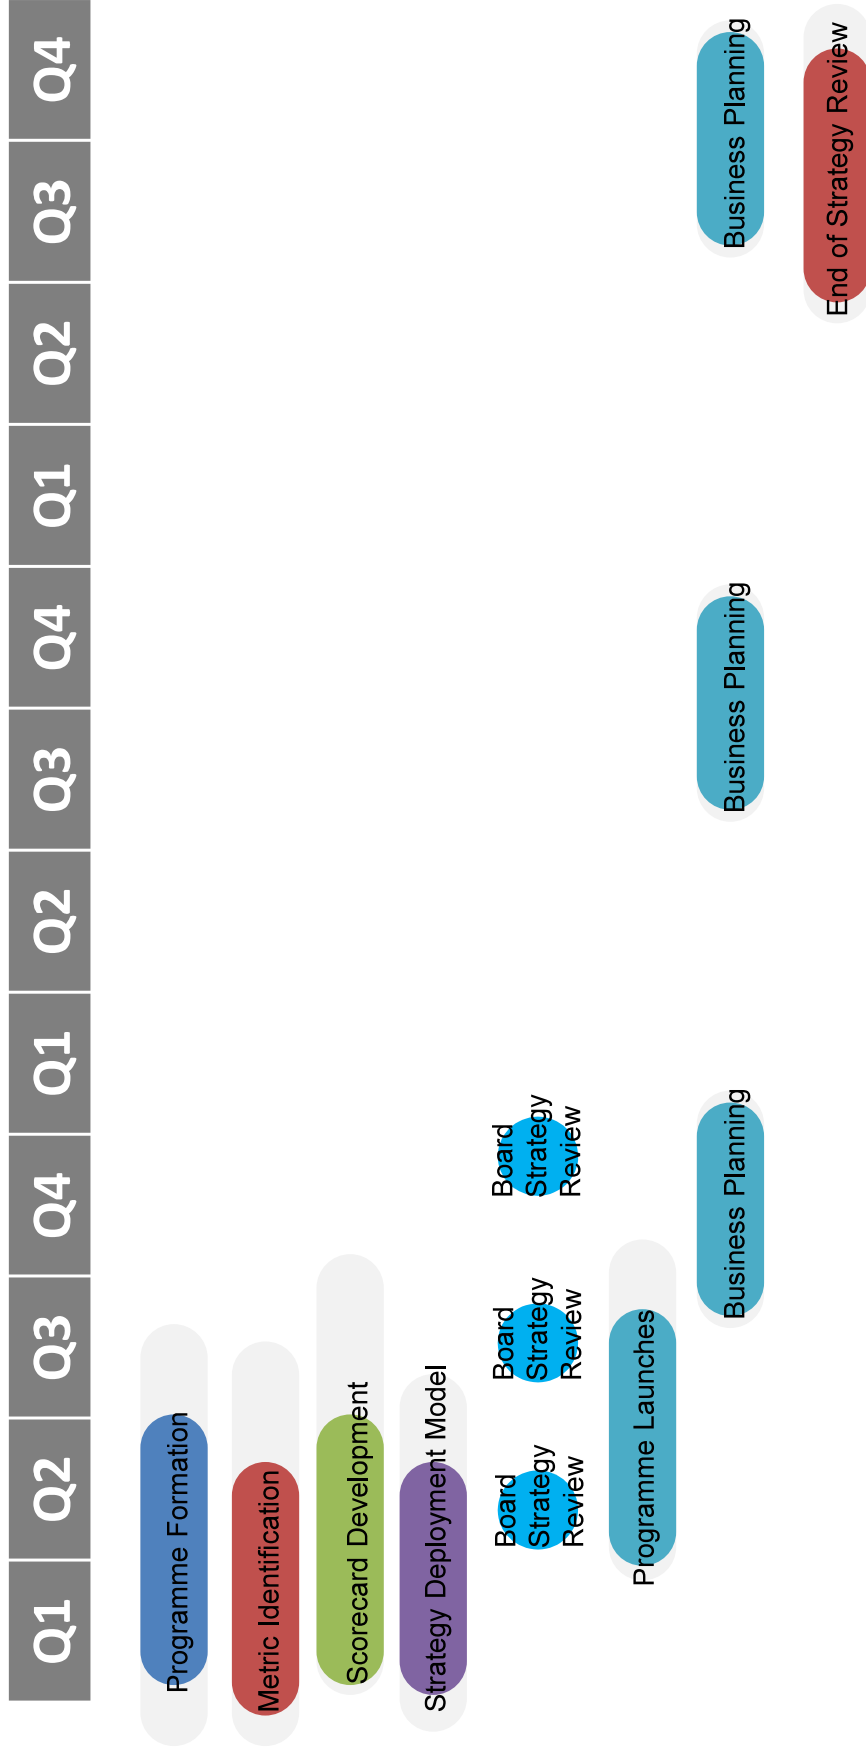 Q1
Q2
Q3
Q4
Q1
Q2
Q3
Q4
Q1
Q2
Q3
Q4
Programme Formation
Metric Identification
Scorecard Development
Strategy Deployment Model
Board
Strategy
Review
Board
Strategy
Review
Board
Strategy
Review
Programme Launches
Business Planning
Business Planning
Business Planning
End of Strategy Review